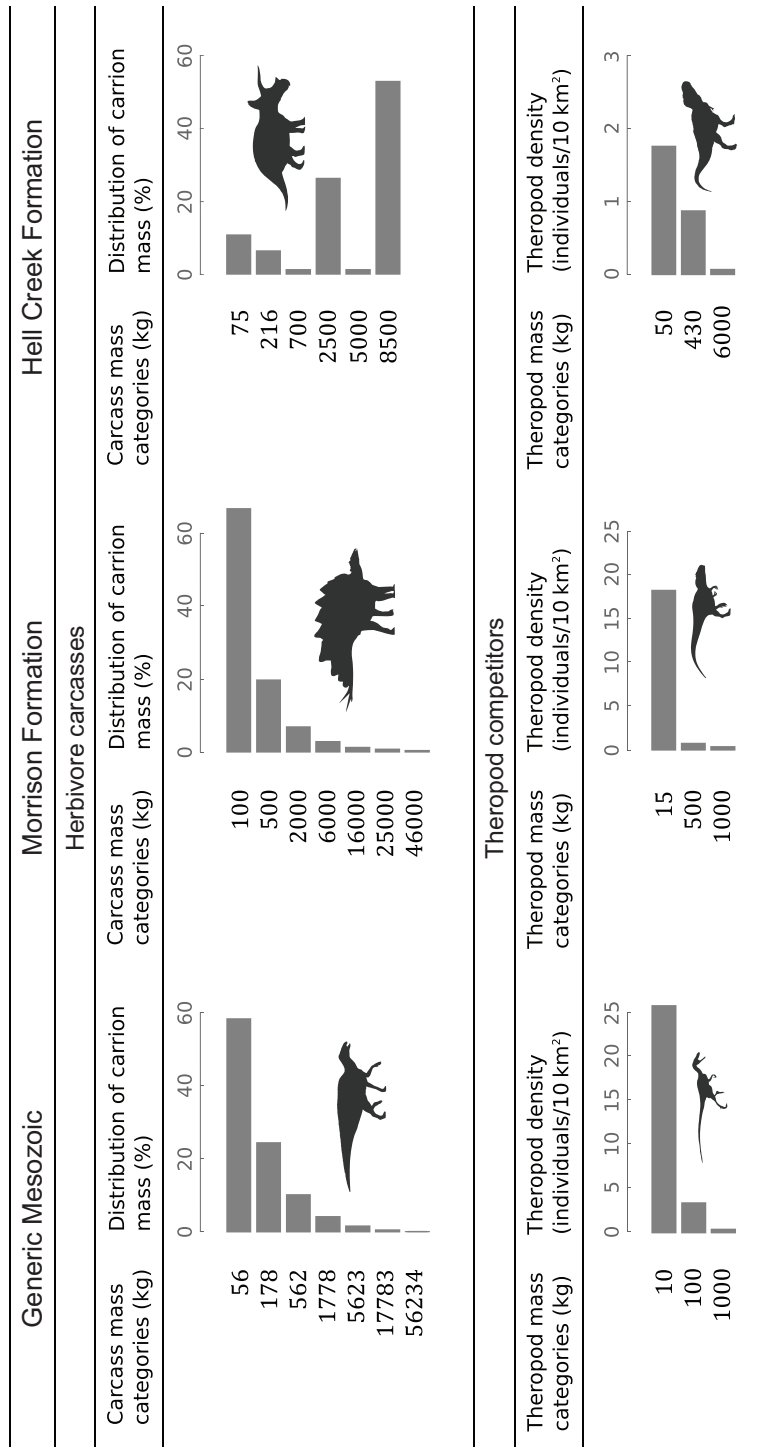 Generic Mesozoic
Morrison Formation
Hell Creek Formation
Herbivore carcasses
Carcass mass
categories (kg)
Distribution of carrion
mass (%)
Carcass mass
categories (kg)
Distribution of carrion
mass (%)
Carcass mass
categories (kg)
Distribution of carrion
mass (%)
0 20 40 60
56
178
562
1778
5623
17783
56234
0 20 40 60
100
500
2000
6000
16000
25000
46000
0 20 40 60
75
216
700
2500
5000
8500
Theropod competitors
Theropod mass
categories (kg)
Theropod density
(individuals/10 km²)
Theropod mass
categories (kg)
Theropod density
(individuals/10 km²)
Theropod mass
categories (kg)
Theropod density
(individuals/10 km²)
0 5 10 15 20 25
10
100
1000
0 5 10 15 20 25
15
500
1000
0 1 2 3
50
430
6000